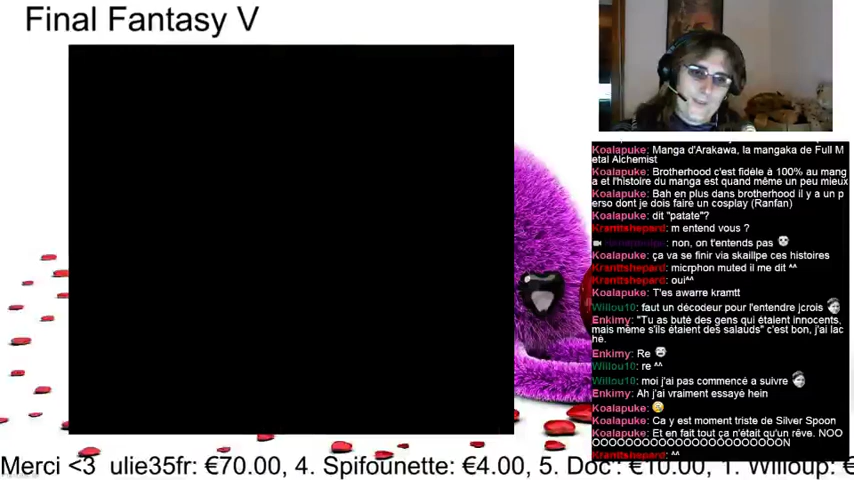 Final Fantasy V
Koalapuke: Manga d'Arakawa, la mangaka de Full M
etal Alchemist
Koalapuke: Brotherhood c'est fidèle à 100% au mang
a et l'histoire du manga est quand même un peu mieux
Koalapuke: Bah en plus dans brotherhood il y a un p
erso dont je dois faire un cosplay (Ranfan)
Koalapuke: dit "patate"?
Kramttshepard: m entend vous ?
: non, on t'entends pas
Koalapuke: ça va se finir via skaillpe ces histoires
Kramttshepard: micrphon muted il me dit ^^
Kramttshepard: oui^^
Koalapuke: T'es awarre kramtt
Willou10: faut un décodeur pour l'entendre jcrois
Enkimy: "Tu as buté des gens qui étaient innocents,
mais même s'ils étaient des salauds" c'est bon, j'ai lac
hé.
Enkimy: Re
Willou10: re ^^
Willou10: moi j'ai pas commencé a suivre
Enkimy: Ah j'ai vraiment essayé hein
Koalapuke:
Koalapuke: Ca y est moment triste de Silver Spoon
Koalapuke: Et en fait tout ça n'était qu'un rêve. NOO
OOOOOOOOOOOOOOOOOOOOOOOON
Kramttshepard: ^^
Merci <3 ulie35fr: €70.00, 4. Spifounette: €4.00, 5. Doc': €10.00, 1. Willoup: €